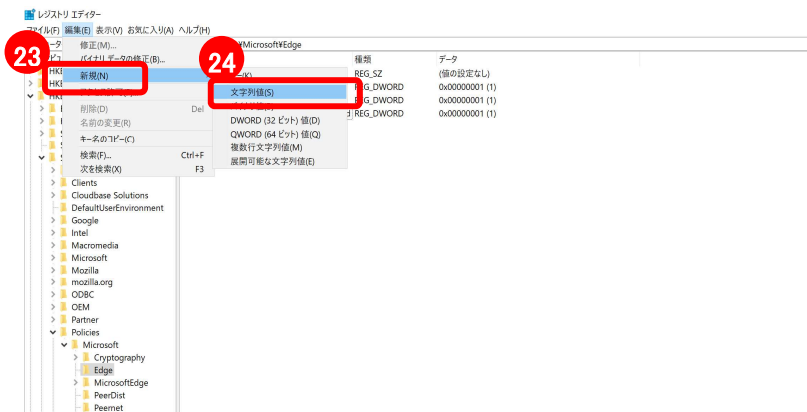 レジストリ エディター
ファイル(F) 編集(E) 表示(V) お気に入り(A) ヘルプ(H)
¥Microsoft¥Edge
23
24
修正(M)...
バイナリ データの修正(B)...
新規(N)
削除(D) Del
名前の変更(R)
キー名のコピー(C)
検索(F)... Ctrl+F
次を検索(X) F3
文字列値(S)
DWORD (32 ビット) 値(D)
QWORD (64 ビット) 値(Q)
複数行文字列値(M)
展開可能な文字列値(E)
種類 データ
REG_SZ (値の設定なし)
REG_DWORD 0x00000001 (1)
REG_DWORD 0x00000001 (1)
REG_DWORD 0x00000001 (1)
Clients
Cloudbase Solutions
DefaultUserEnvironment
Google
Intel
Macromedia
Microsoft
Mozilla
mozilla.org
ODBC
OEM
Partner
Policies
Microsoft
Cryptography
Edge
MicrosoftEdge
PeerDist
Peernet